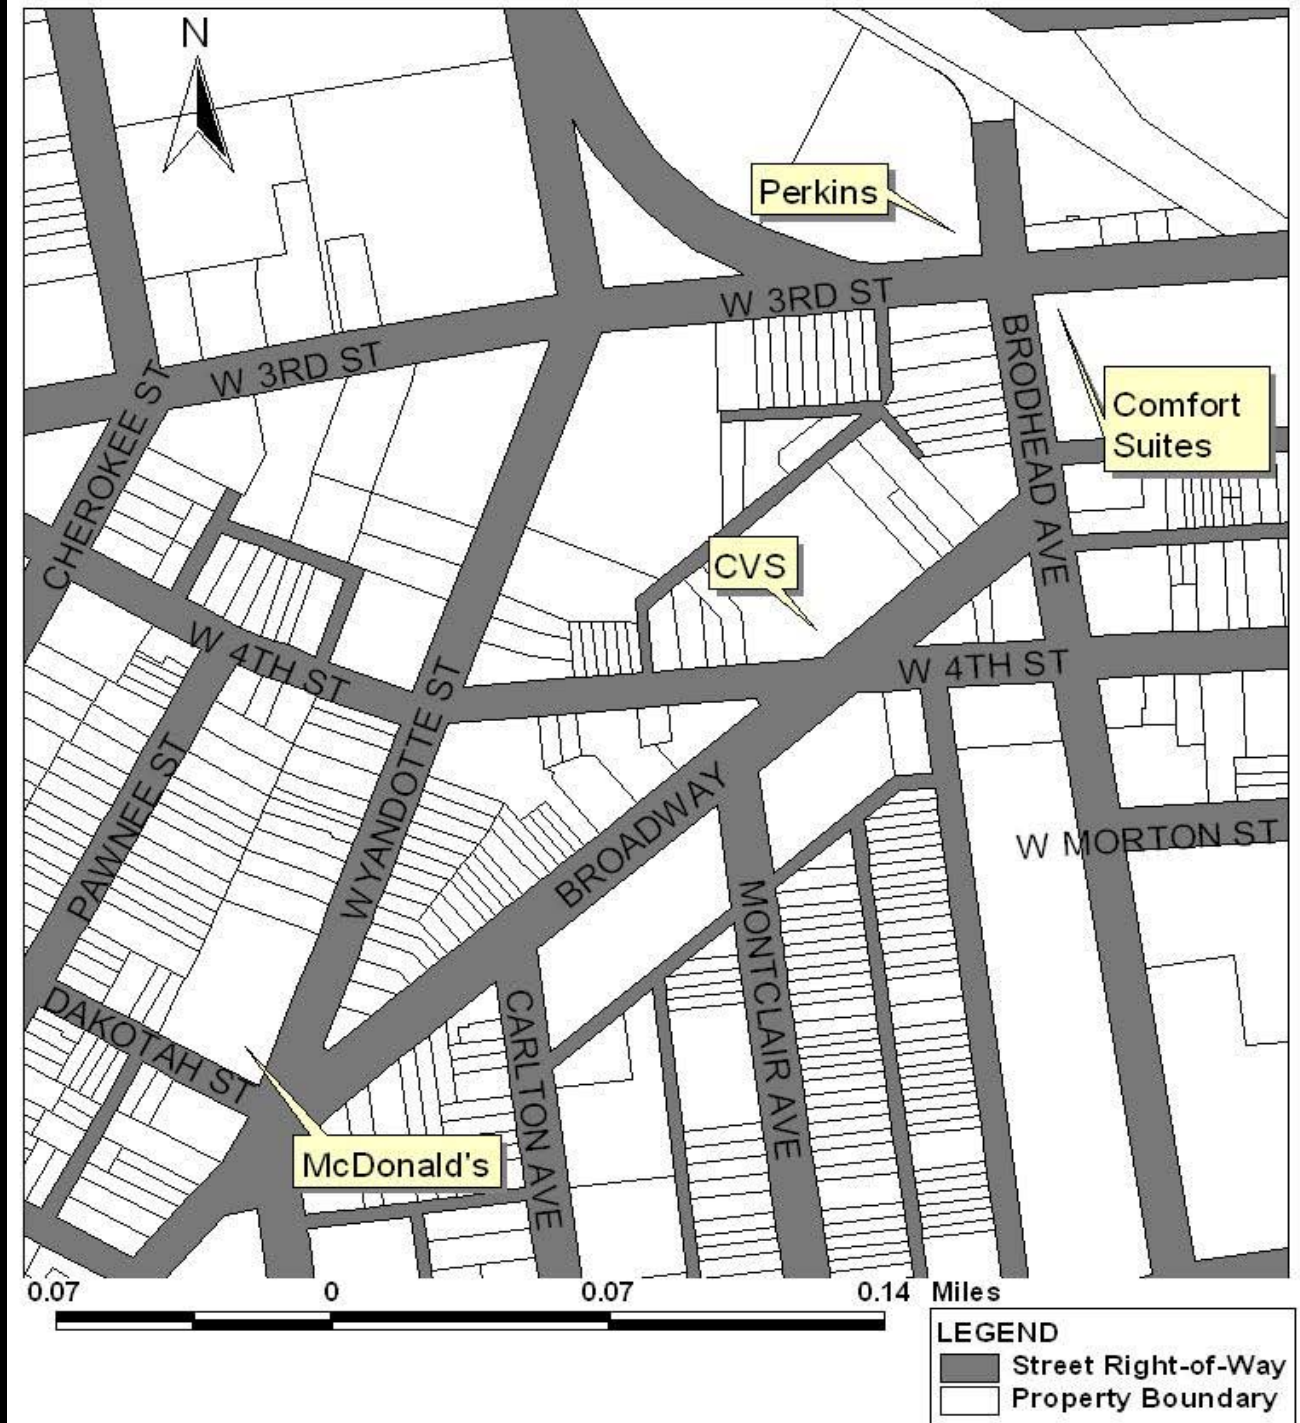 N
Perkins
W 3RD ST
W 3RD ST
BRODHEAD AVE
CHEROKEE ST
Comfort
Suites
CVS
W 4TH ST
W 4TH ST
WYANDOTTE ST
PAWNEE ST
BROADWAY
W MORTON ST
MONTCLAIR AVE
DAKOTAH ST
CARLTON AVE
McDonald's
0.07 0 0.07 0.14 Miles
LEGEND
Street Right-of-Way
Property Boundary